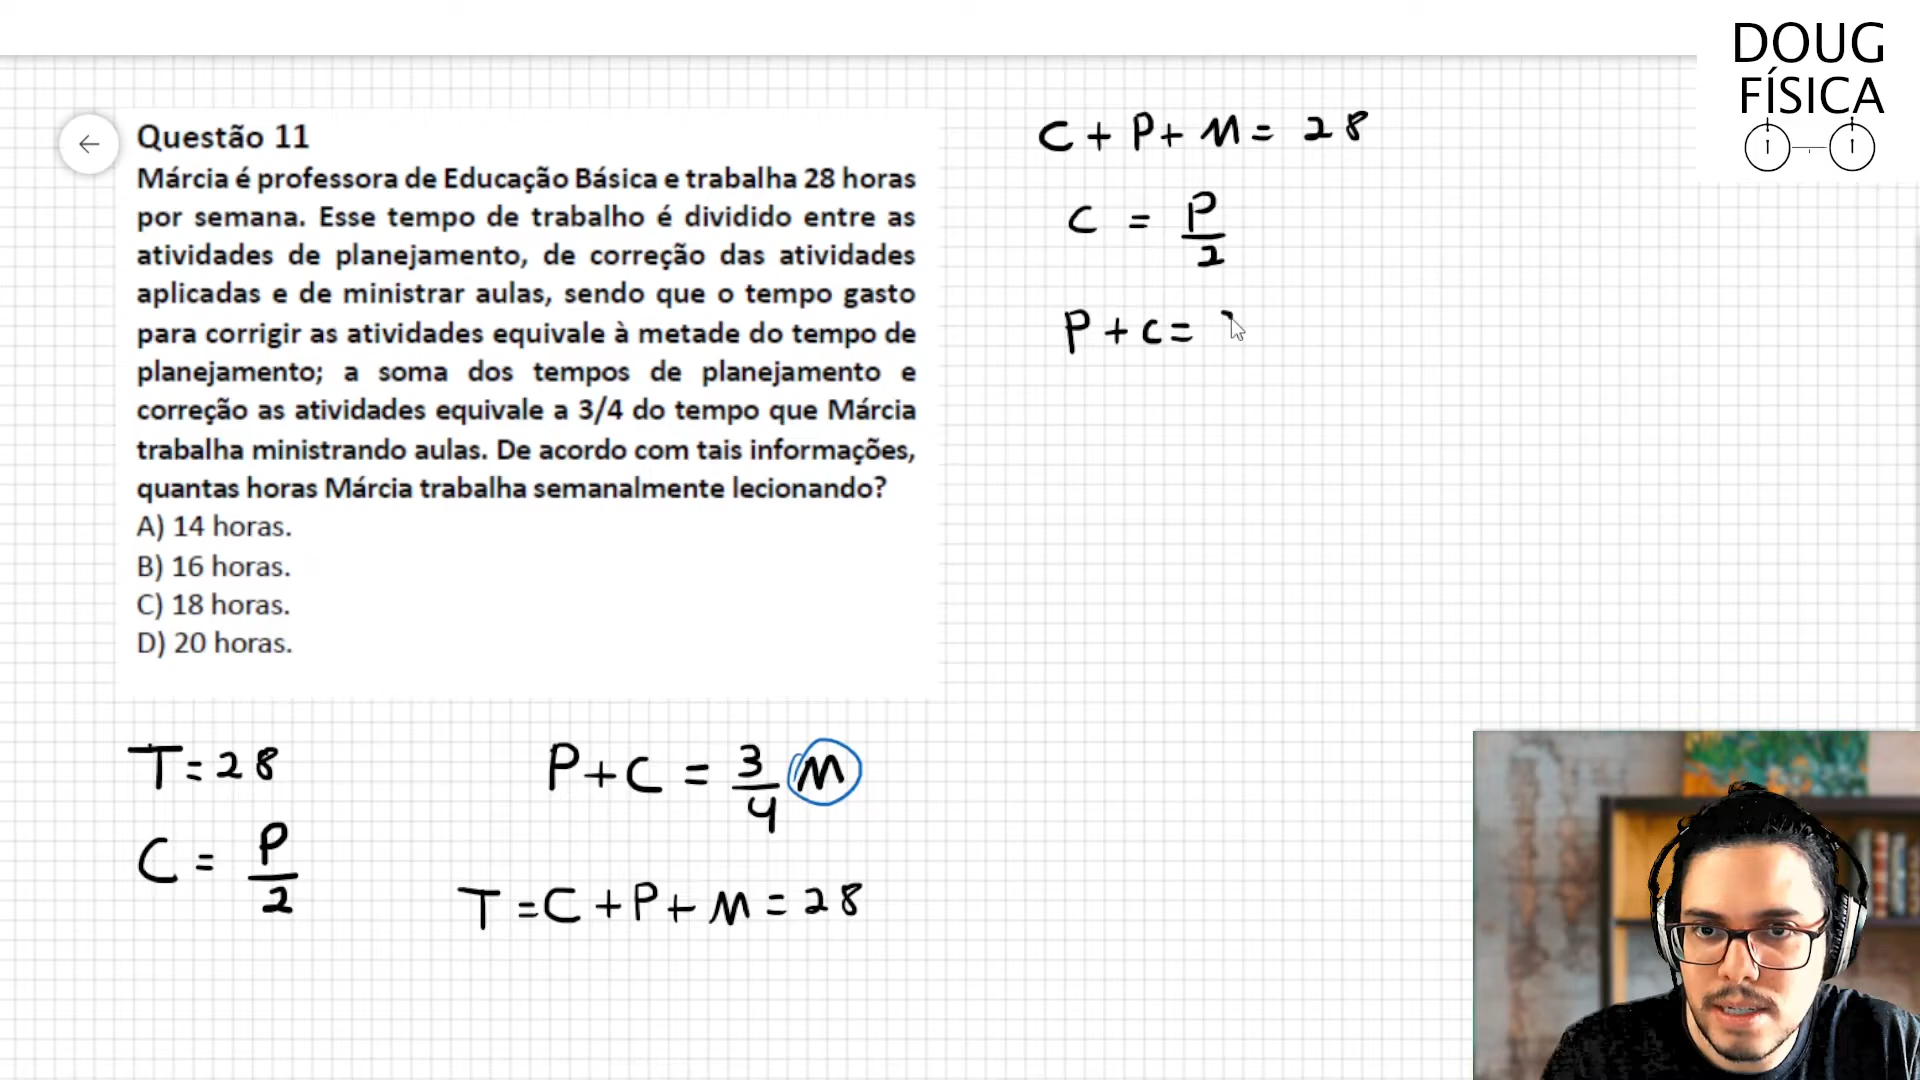 DOUG
FÍSICA
Questão 11
Márcia é professora de Educação Básica e trabalha 28 horas
por semana. Esse tempo de trabalho é dividido entre as
atividades de planejamento, de correção das atividades
aplicadas e de ministrar aulas, sendo que o tempo gasto
para corrigir as atividades equivale à metade do tempo de
planejamento; a soma dos tempos de planejamento e
correção as atividades equivale a 3/4 do tempo que Márcia
trabalha ministrando aulas. De acordo com tais informações,
quantas horas Márcia trabalha semanalmente lecionando?
A) 14 horas.
B) 16 horas.
C) 18 horas.
D) 20 horas.
C + P + M = 28
C = P/2
P + C =
T = 28
C = P/2
P + C = 3/4 M
T = C + P + M = 28